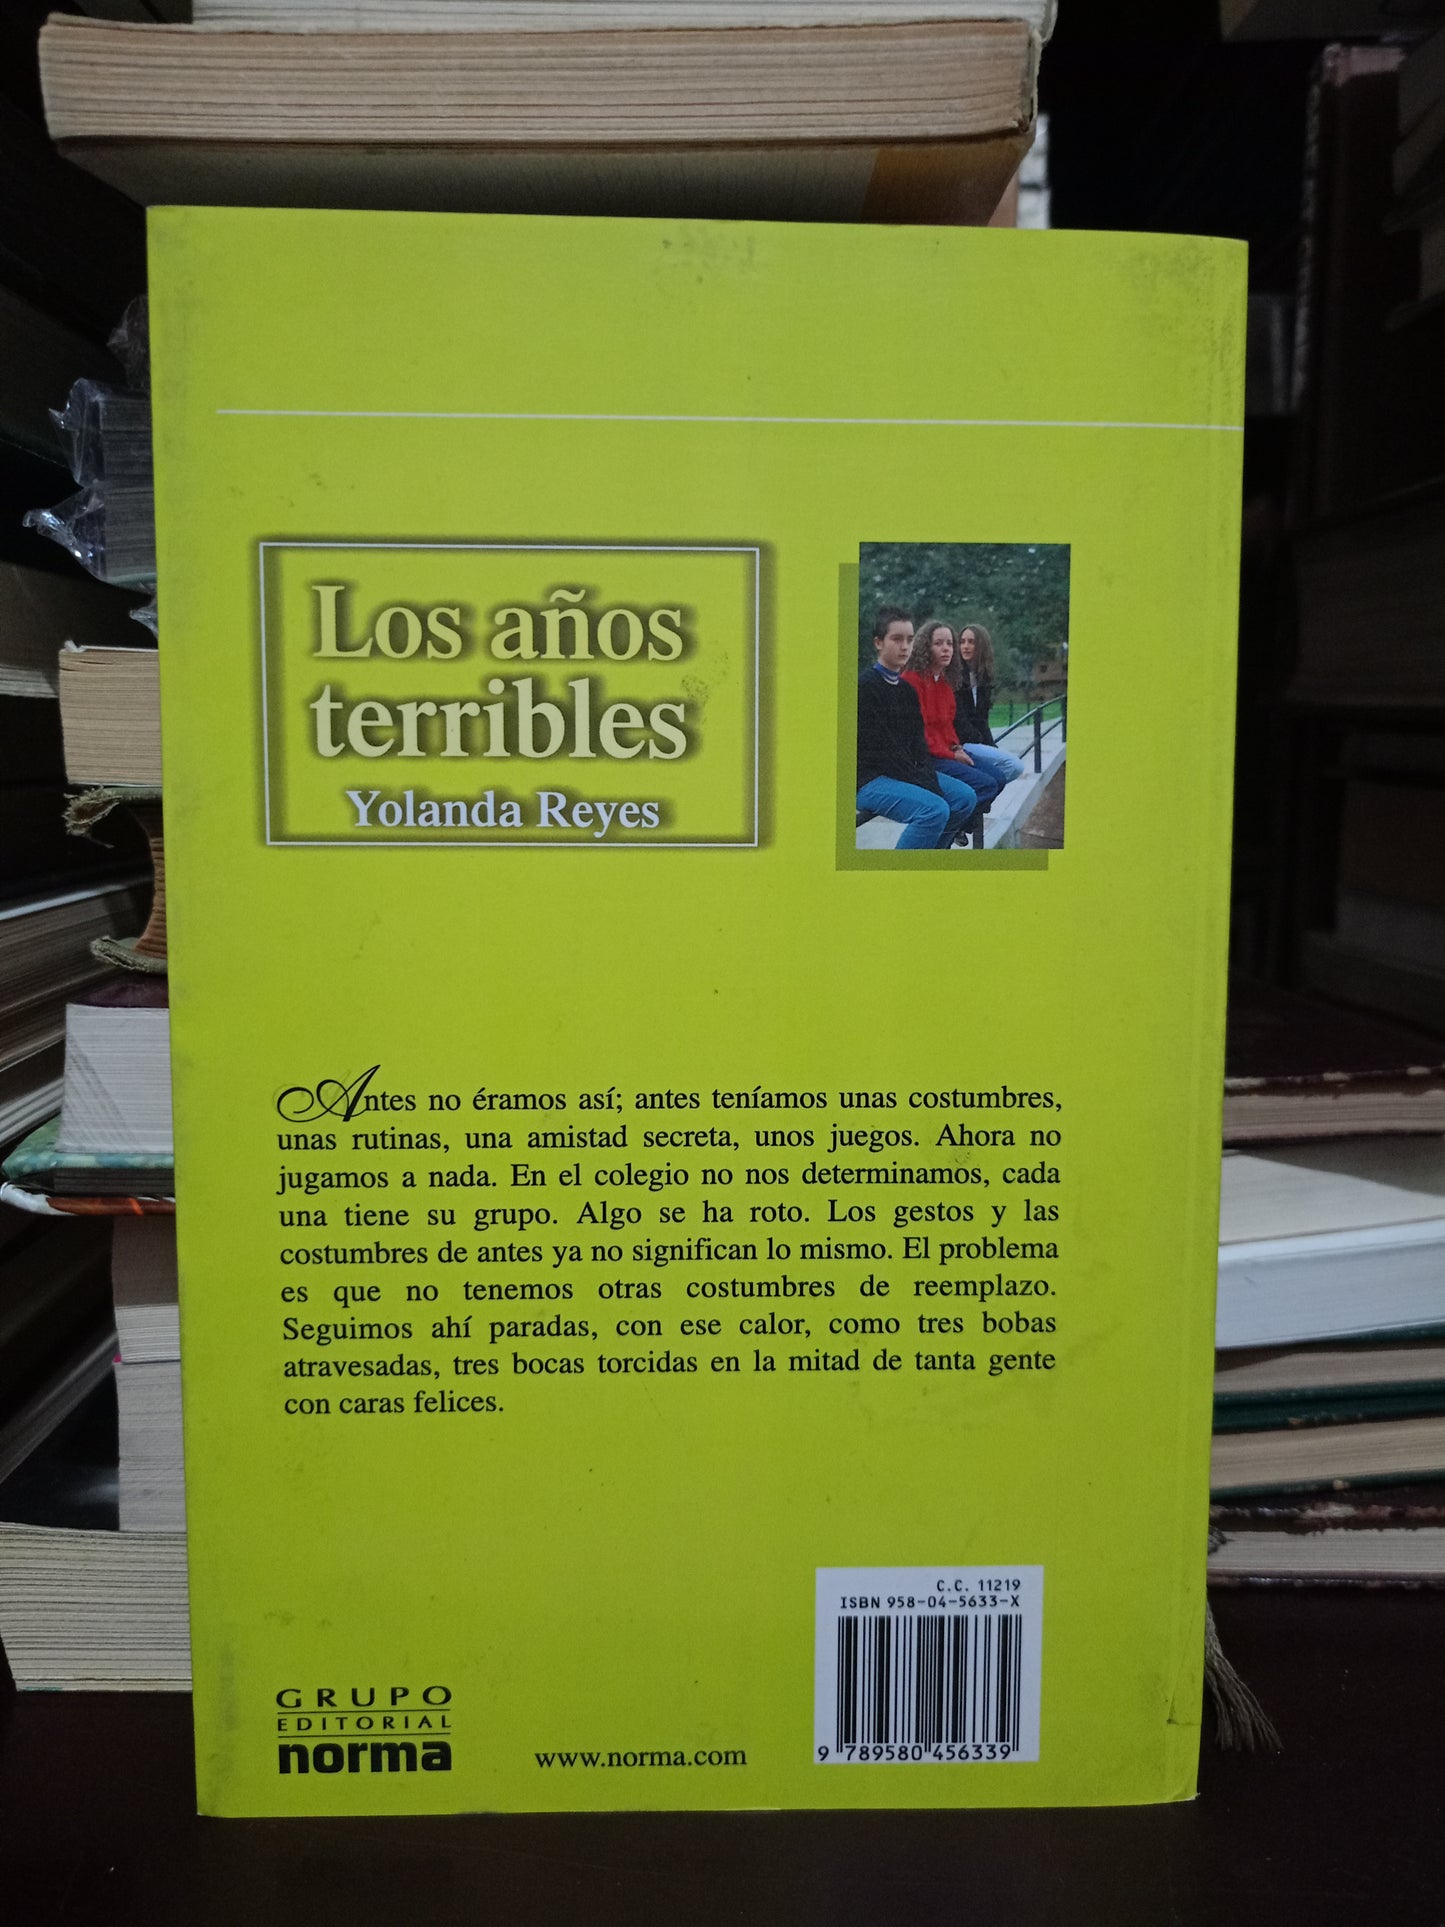 Los años
terribles
Yolanda Reyes
Antes no éramos así; antes teníamos unas costumbres,
unas rutinas, una amistad secreta, unos juegos. Ahora no
jugamos a nada. En el colegio no nos determinamos, cada
una tiene su grupo. Algo se ha roto. Los gestos y las
costumbres de antes ya no significan lo mismo. El problema
es que no tenemos otras costumbres de reemplazo.
Seguimos ahí paradas, con ese calor, como tres bobas
atravesadas, tres bocas torcidas en la mitad de tanta gente
con caras felices.
C.C. 11219
ISBN 958-04-5633-X
9 789580 456339
GRUPO
EDITORIAL
norma
www.norma.com